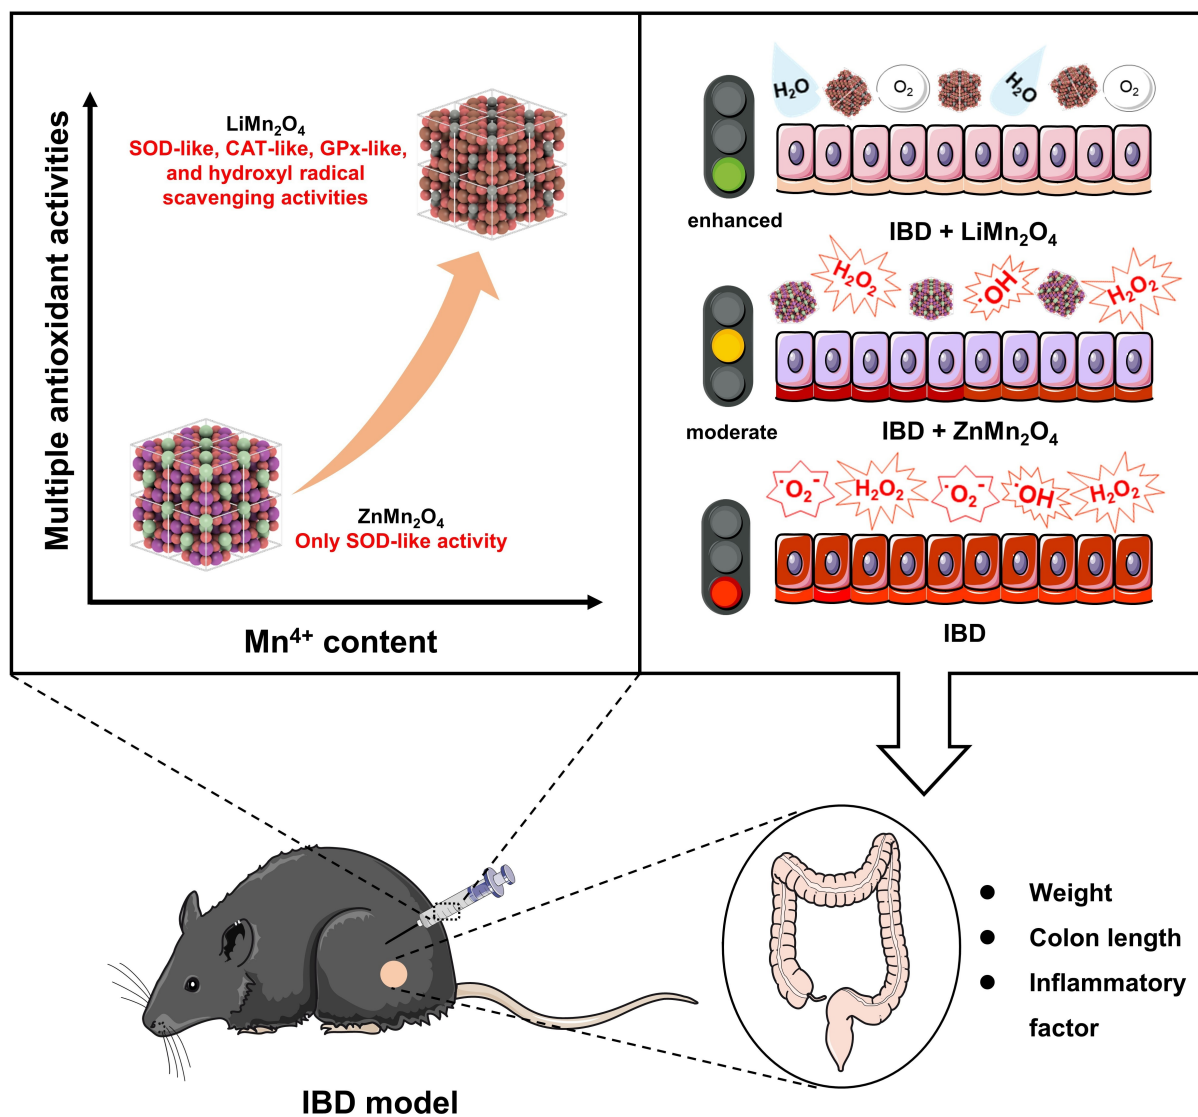 Multiple antioxidant activities
LiMn₂O₄
SOD-like, CAT-like, GPx-like,
and hydroxyl radical
scavenging activities
ZnMn₂O₄
Only SOD-like activity
Mn⁴⁺ content
H₂O
O₂
H₂O
O₂
enhanced
IBD + LiMn₂O₄
H₂O₂
·OH
H₂O₂
moderate
IBD + ZnMn₂O₄
·O₂⁻
H₂O₂
·O₂⁻
·OH
H₂O₂
IBD
Weight
Colon length
Inflammatory
factor
IBD model